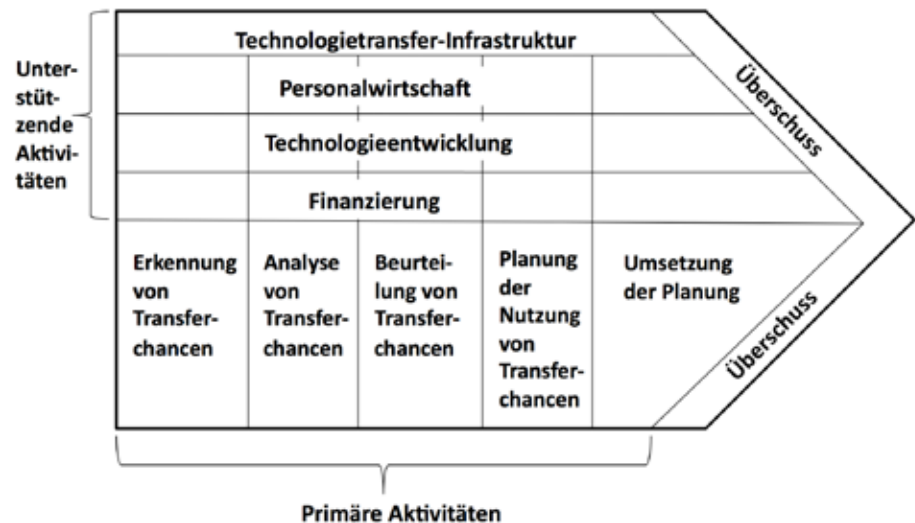 Technologietransfer-Infrastruktur
Unter-
stüt-
zende
Aktivi-
täten
Personalwirtschaft
Technologieentwicklung
Finanzierung
Überschuss
Erkennung
von
Transfer-
chancen
Analyse
von
Transfer-
chancen
Beurtei-
lung von
Transfer-
chancen
Planung
der
Nutzung
von
Transfer-
chancen
Umsetzung
der Planung
Überschuss
Primäre Aktivitäten